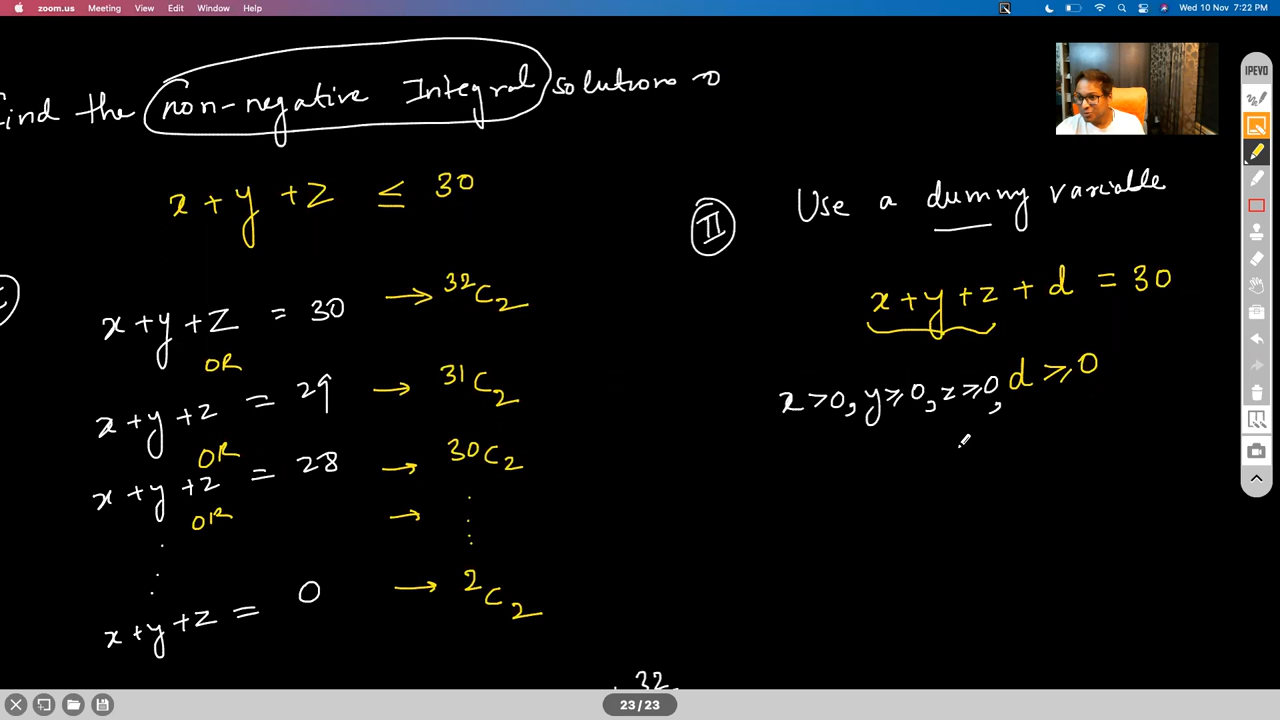 zoom.us Meeting View Edit Window Help Wed 10 Nov 7:22 PM
Find the non-negative Integral solutions
x + y + z ≤ 30
x + y + z = 30 → ³²C₂
OR
x + y + z = 29 → ³¹C₂
OR
x + y + z = 28 → ³⁰C₂
OR
→
x + y + z = 0 → ²C₂
32
II Use a dummy variable
x + y + z + d = 30
x > 0, y ≥ 0, z ≥ 0, d ≥ 0
IPEVO
23 / 23